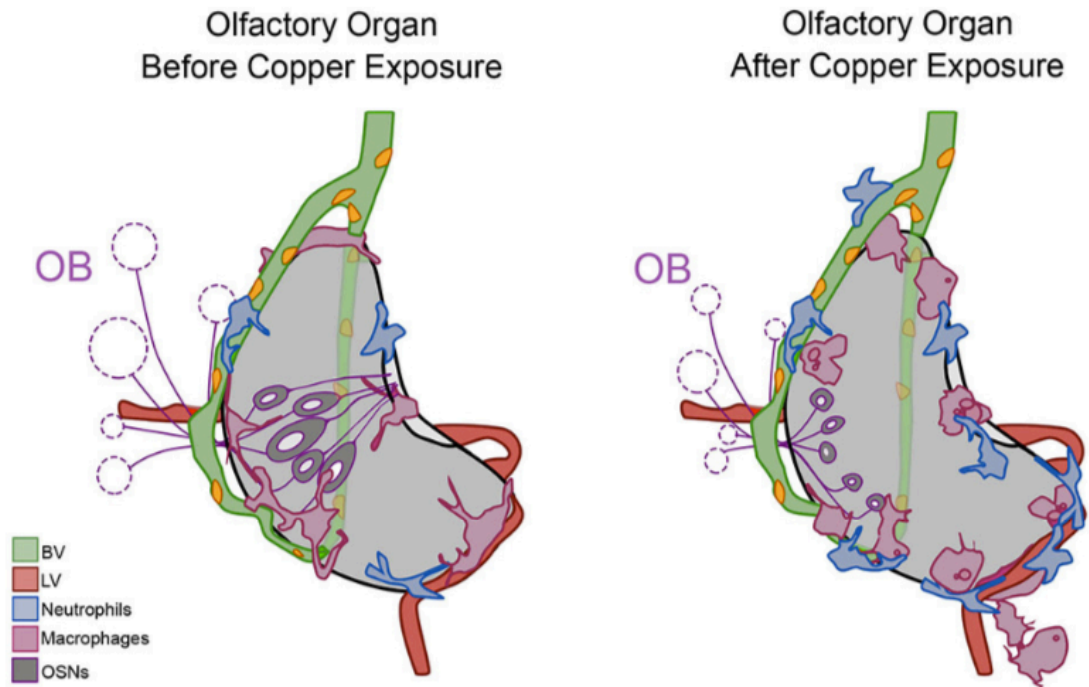 Olfactory Organ
Before Copper Exposure
Olfactory Organ
After Copper Exposure
OB
OB
BV
LV
Neutrophils
Macrophages
OSNs